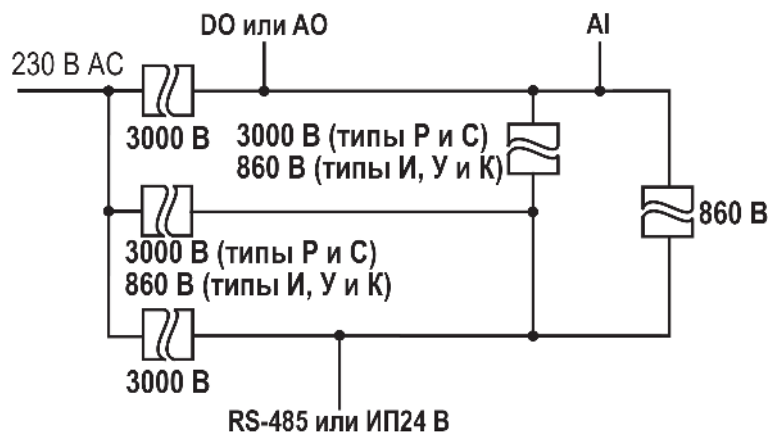 DO или AO
AI
230 В AC
3000 В
3000 В (типы Р и С)
860 В (типы И, У и К)
860 В
3000 В (типы Р и С)
860 В (типы И, У и К)
3000 В
RS-485 или ИП24 В